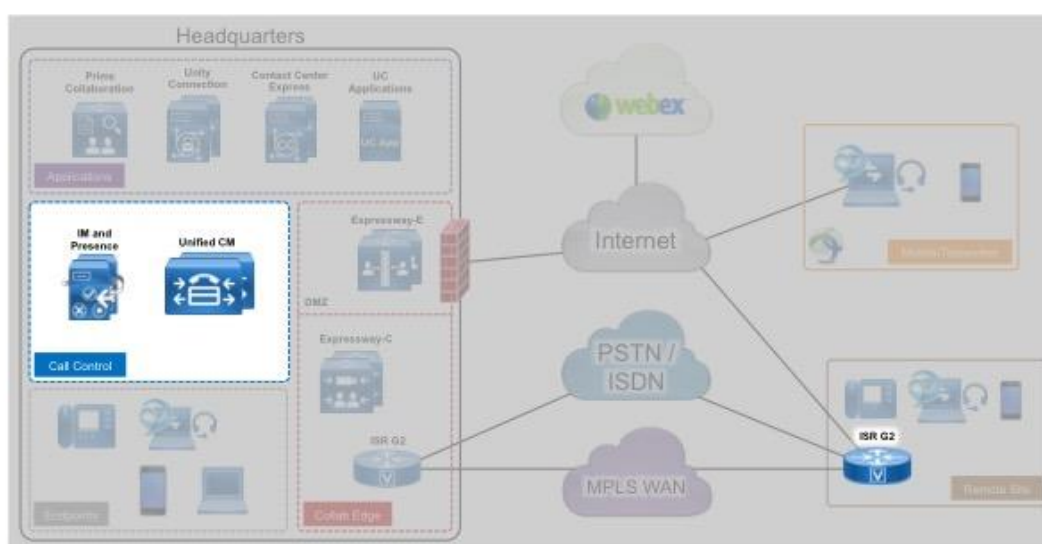 Headquarters
Prime
Collaboration
Unity
Connection
Contact Center
Express
UC
Applications
UC App
Applications
webex
IM and
Presence
Unified CM
Call Control
Expressway-E
DMZ
Expressway-C
ISR G2
Collab Edge
Endpoints
Internet
PSTN /
ISDN
MPLS WAN
Mobile/Teleworker
ISR G2
V
V
Remote Site